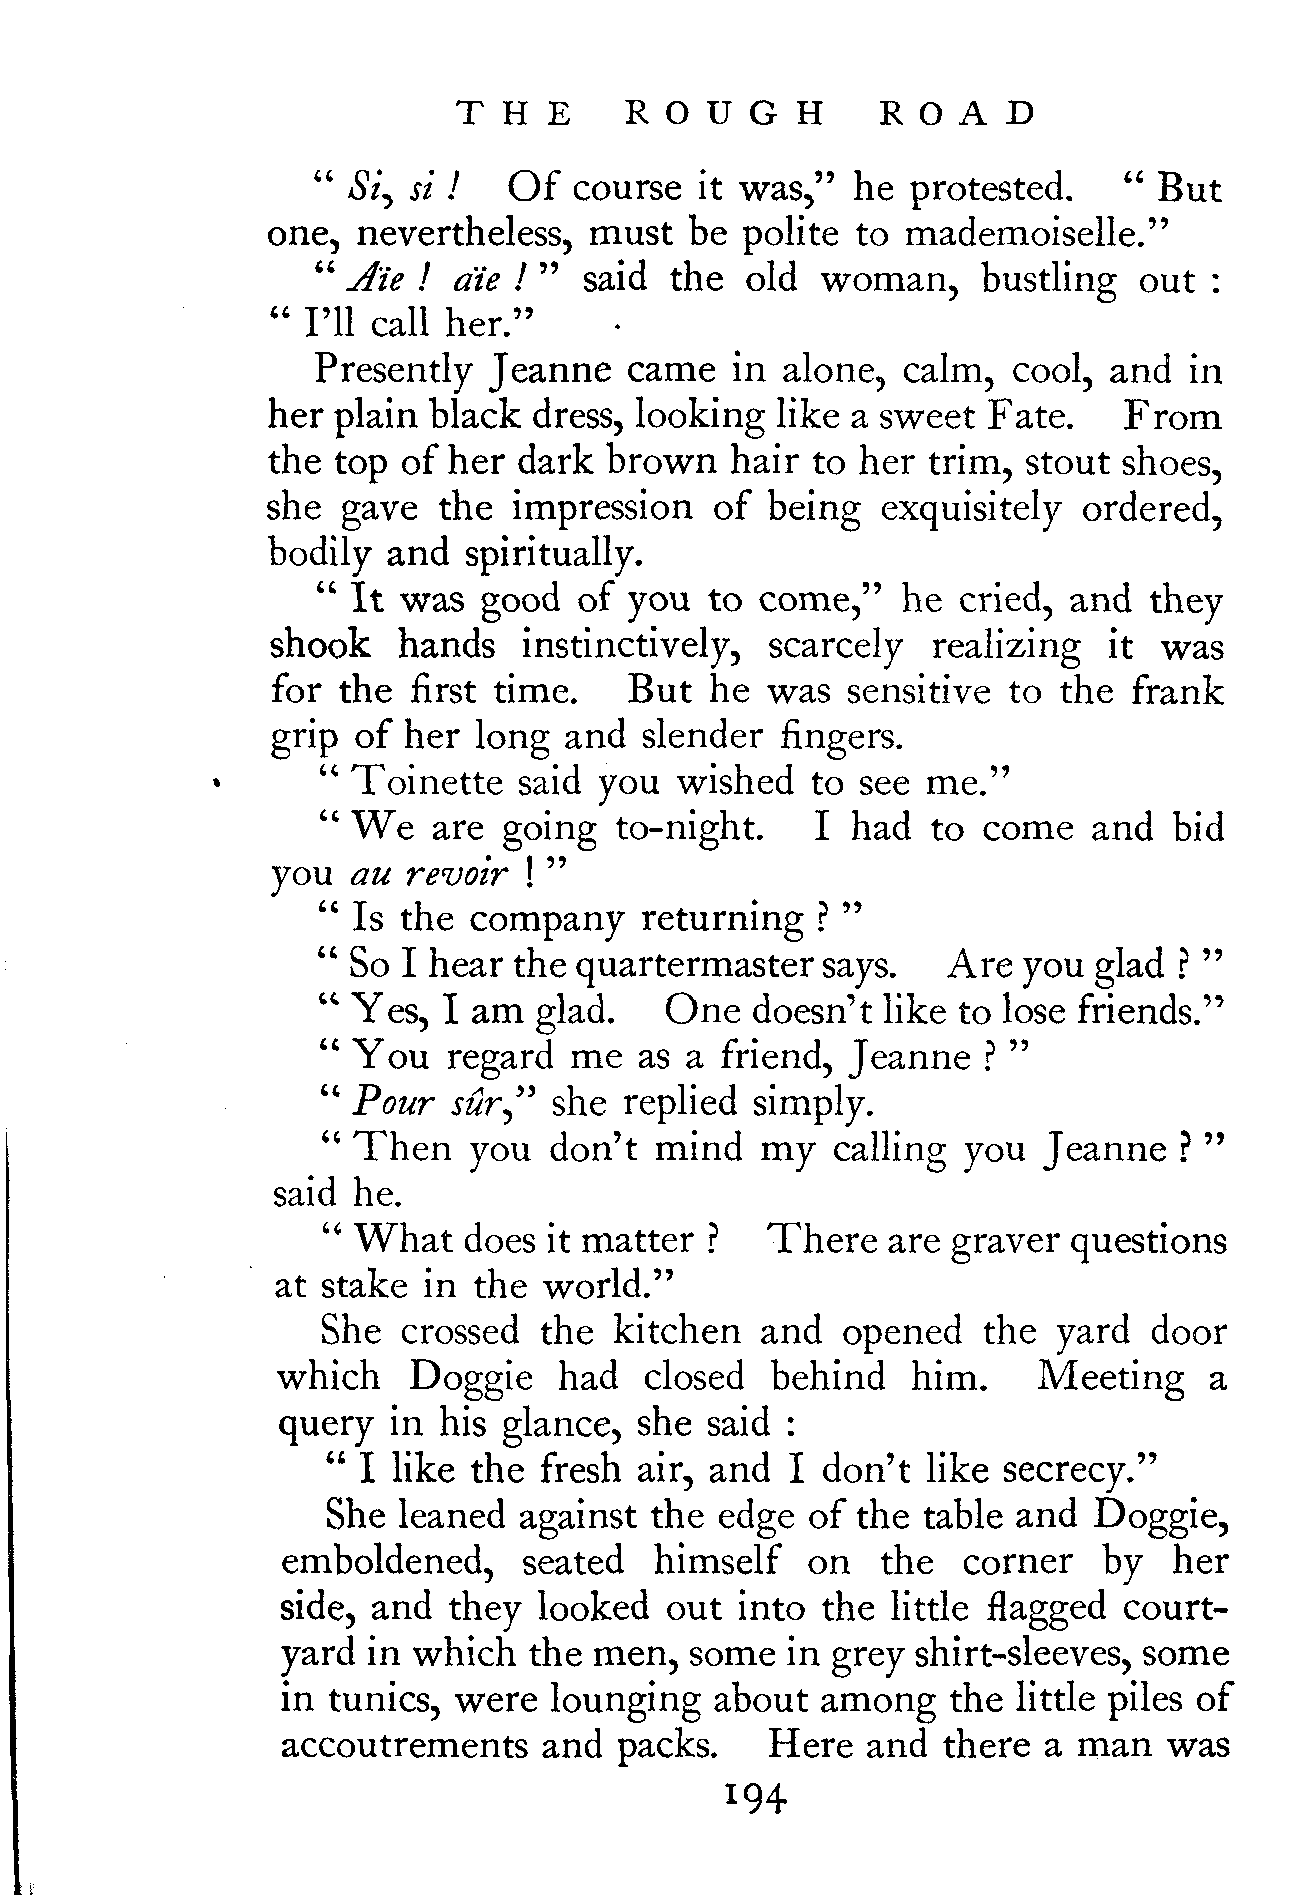 THE ROUGH ROAD
“ Si, si ! Of course it was,” he protested. “ But
one, nevertheless, must be polite to mademoiselle.”
“ Aïe ! aïe ! ” said the old woman, bustling out :
“ I’ll call her.”
Presently Jeanne came in alone, calm, cool, and in
her plain black dress, looking like a sweet Fate. From
the top of her dark brown hair to her trim, stout shoes,
she gave the impression of being exquisitely ordered,
bodily and spiritually.
“ It was good of you to come,” he cried, and they
shook hands instinctively, scarcely realizing it was
for the first time. But he was sensitive to the frank
grip of her long and slender fingers.
“ Toinette said you wished to see me.”
“ We are going to-night. I had to come and bid
you au revoir ! ”
“ Is the company returning ? ”
“ So I hear the quartermaster says. Are you glad ? ”
“ Yes, I am glad. One doesn’t like to lose friends.”
“ You regard me as a friend, Jeanne ? ”
“ Pour sûr,” she replied simply.
“ Then you don’t mind my calling you Jeanne ? ”
said he.
“ What does it matter ? There are graver questions
at stake in the world.”
She crossed the kitchen and opened the yard door
which Doggie had closed behind him. Meeting a
query in his glance, she said :
“ I like the fresh air, and I don’t like secrecy.”
She leaned against the edge of the table and Doggie,
emboldened, seated himself on the corner by her
side, and they looked out into the little flagged court-
yard in which the men, some in grey shirt-sleeves, some
in tunics, were lounging about among the little piles of
accoutrements and packs. Here and there a man was
194